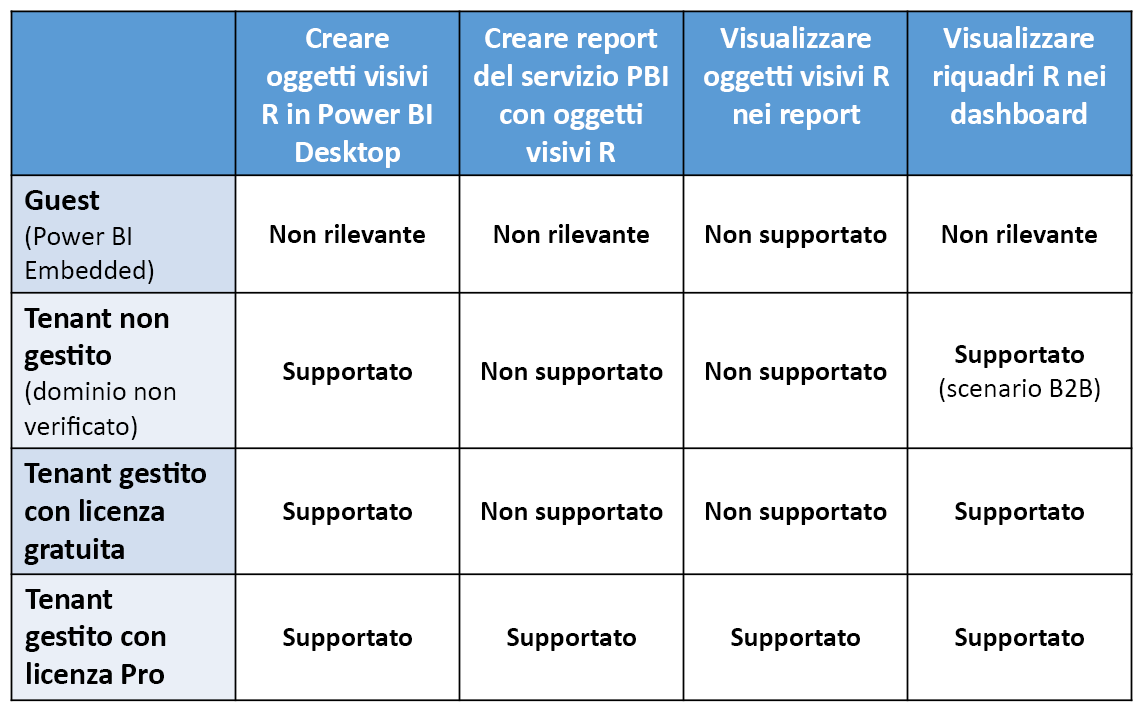 Creare
oggetti visivi
R in Power BI
Desktop
Creare report
del servizio PBI
con oggetti
visivi R
Visualizzare
oggetti visivi R
nei report
Visualizzare
riquadri R nei
dashboard
Guest
(Power BI
Embedded)
Non rilevante
Non rilevante
Non supportato
Non rilevante
Tenant non
gestito
(dominio non
verificato)
Supportato
Non supportato
Non supportato
Supportato
(scenario B2B)
Tenant gestito
con licenza
gratuita
Supportato
Non supportato
Non supportato
Supportato
Tenant
gestito con
licenza Pro
Supportato
Supportato
Supportato
Supportato